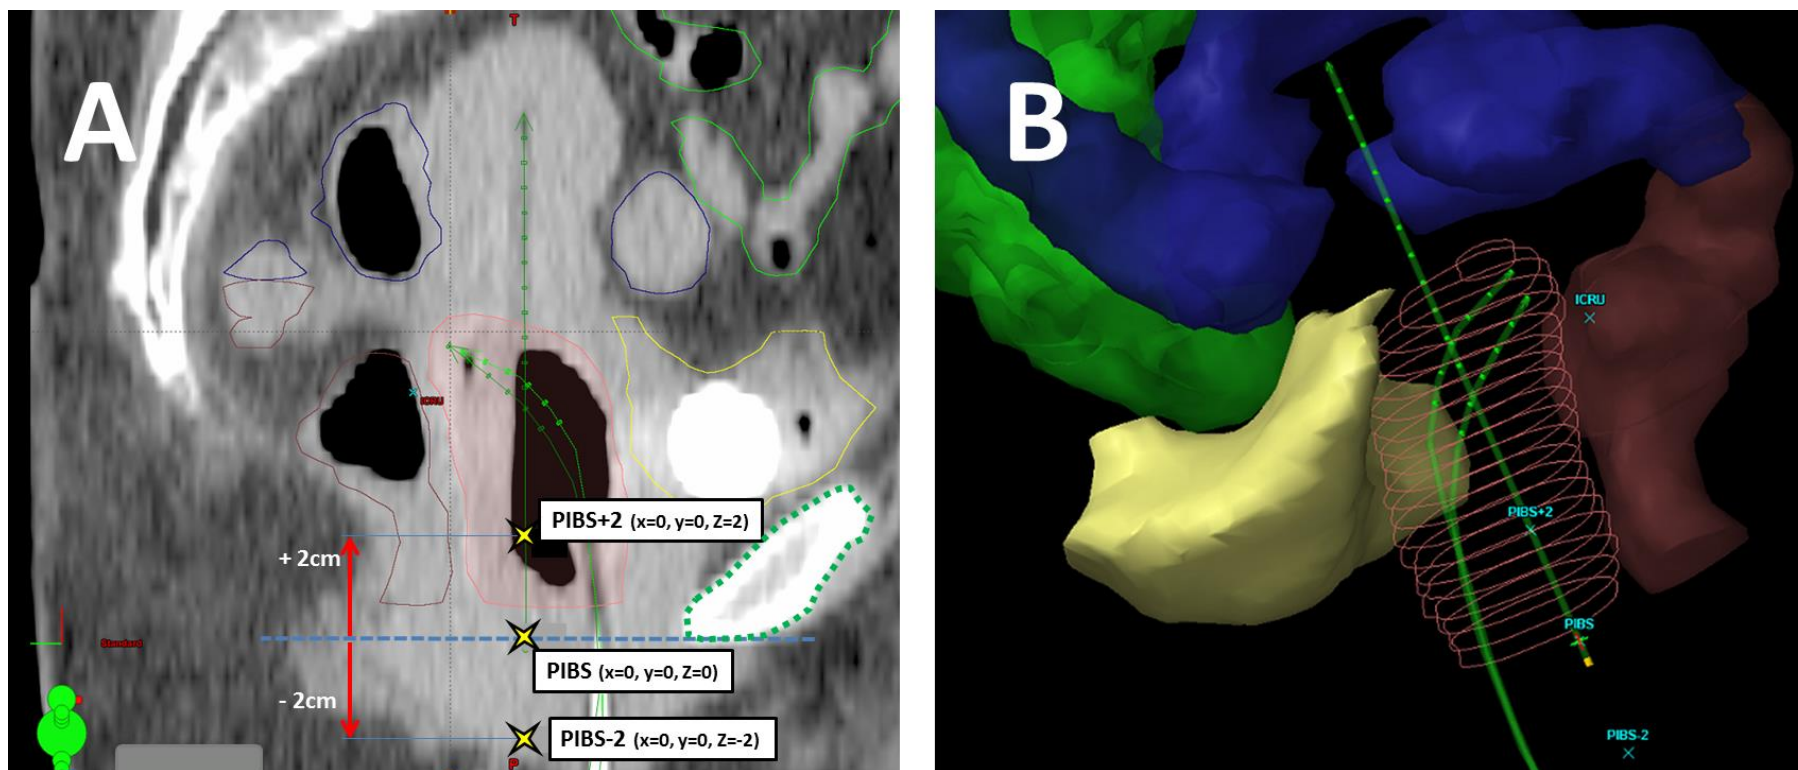 A
T
ICRU
PIBS+2 (x=0, y=0, Z=2)
+ 2cm
Standard
PIBS (x=0, y=0, Z=0)
- 2cm
PIBS-2 (x=0, y=0, Z=-2)
P
B
ICRU
PIBS+2
PIBS
PIBS-2